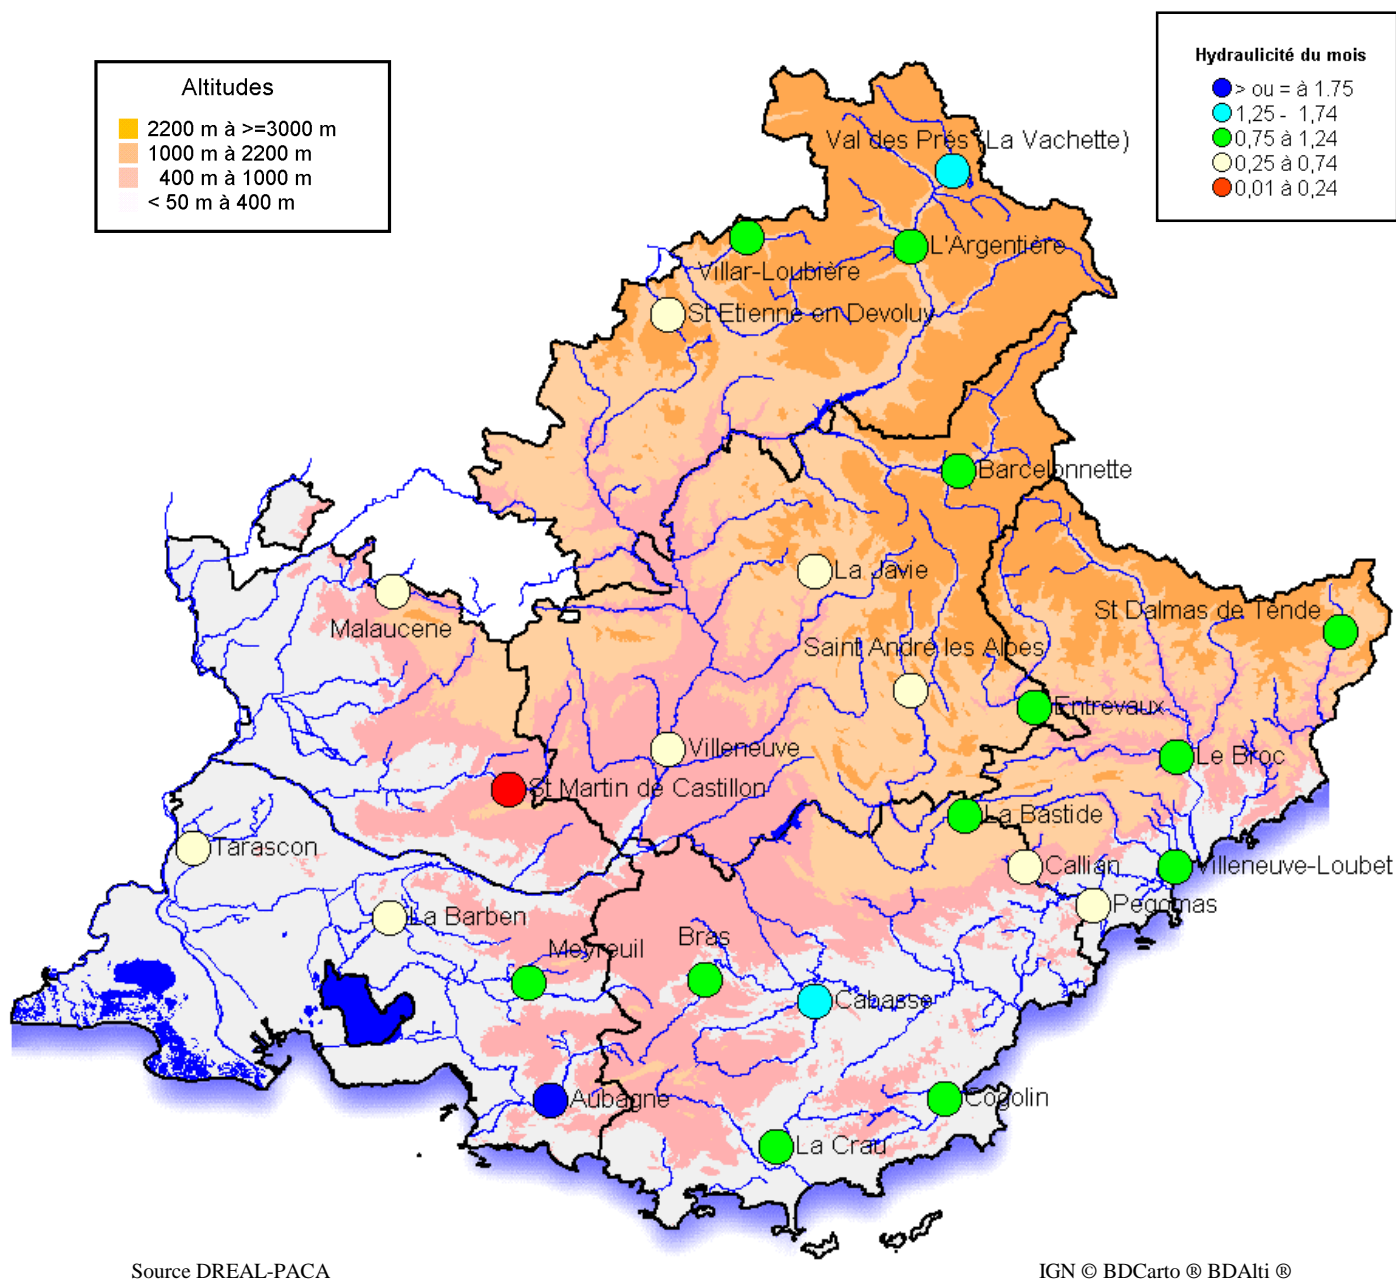 Altitudes
2200 m à >=3000 m
1000 m à 2200 m
400 m à 1000 m
< 50 m à 400 m
Hydraulicité du mois
> ou = à 1.75
1,25 - 1,74
0,75 à 1,24
0,25 à 0,74
0,01 à 0,24
Val des Prés (La Vachette)
L'Argentière
Villar-Loubière
St Etienne en Devoluy
Barcelonnette
La Javie
Malaucene
St Dalmas de Tende
Saint André les Alpes
Entrevaux
Villeneuve
Le Broc
St Martin de Castillon
La Bastide
Tarascon
Callian
Villeneuve-Loubet
Pegomas
La Barben
Meyreuil
Bras
Cabasse
Aubagne
Cogolin
La Crau
Source DREAL-PACA
IGN © BDCarto ® BDAlti ®